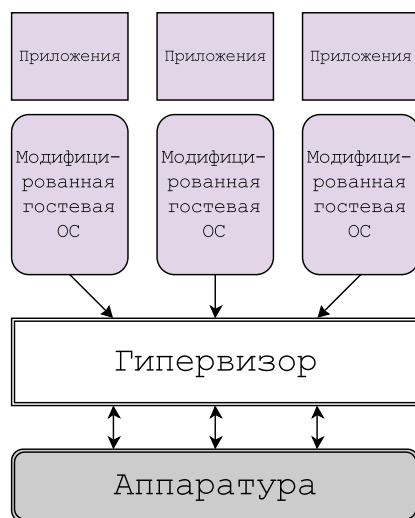 Приложения Приложения Приложения
Модифици-
рованная
гостевая
ОС
Модифици-
рованная
гостевая
ОС
Модифици-
рованная
гостевая
ОС
Гипервизор
Аппаратура